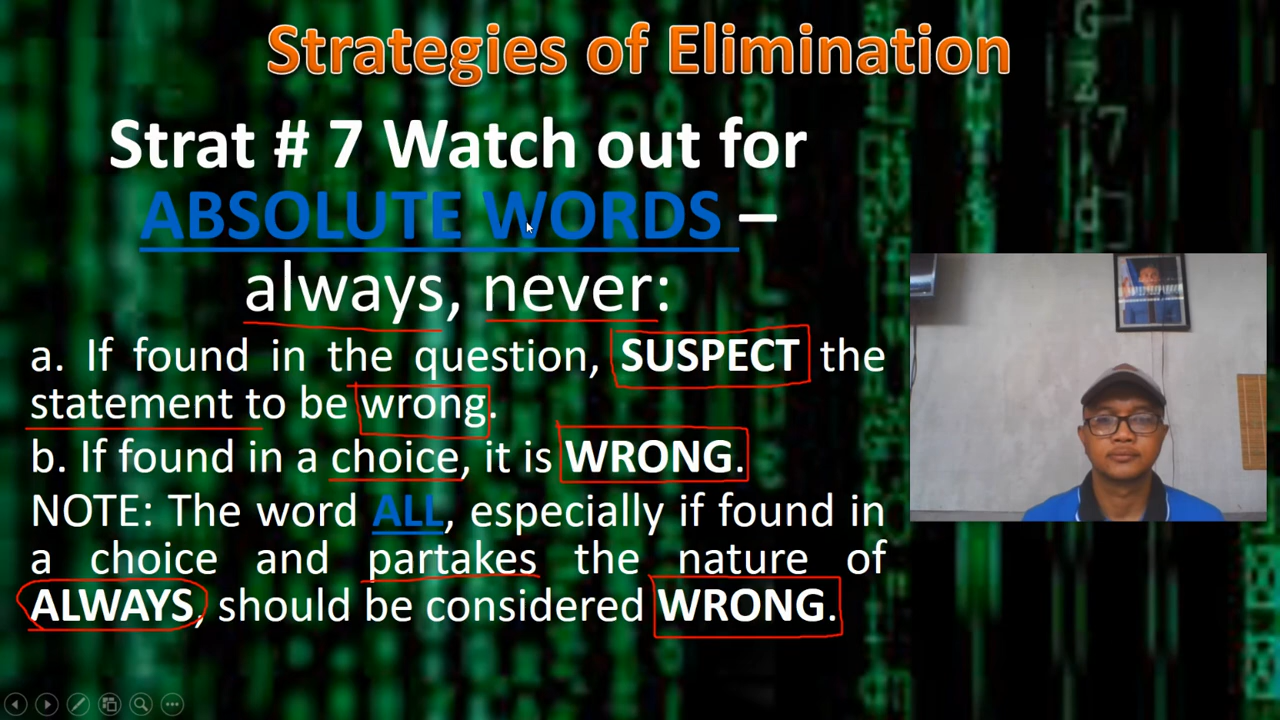 Strategies of Elimination
Strat # 7 Watch out for
ABSOLUTE WORDS –
always, never:
a. If found in the question, SUSPECT the
statement to be wrong.
b. If found in a choice, it is WRONG.
NOTE: The word ALL, especially if found in
a choice and partakes the nature of
ALWAYS, should be considered WRONG.